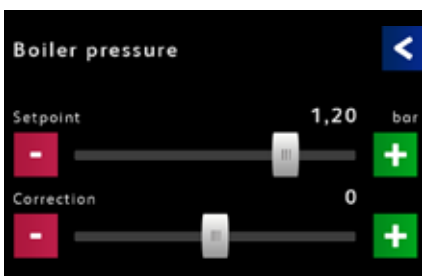 Boiler pressure <
Setpoint 1,20 bar
- +
Correction 0
- +